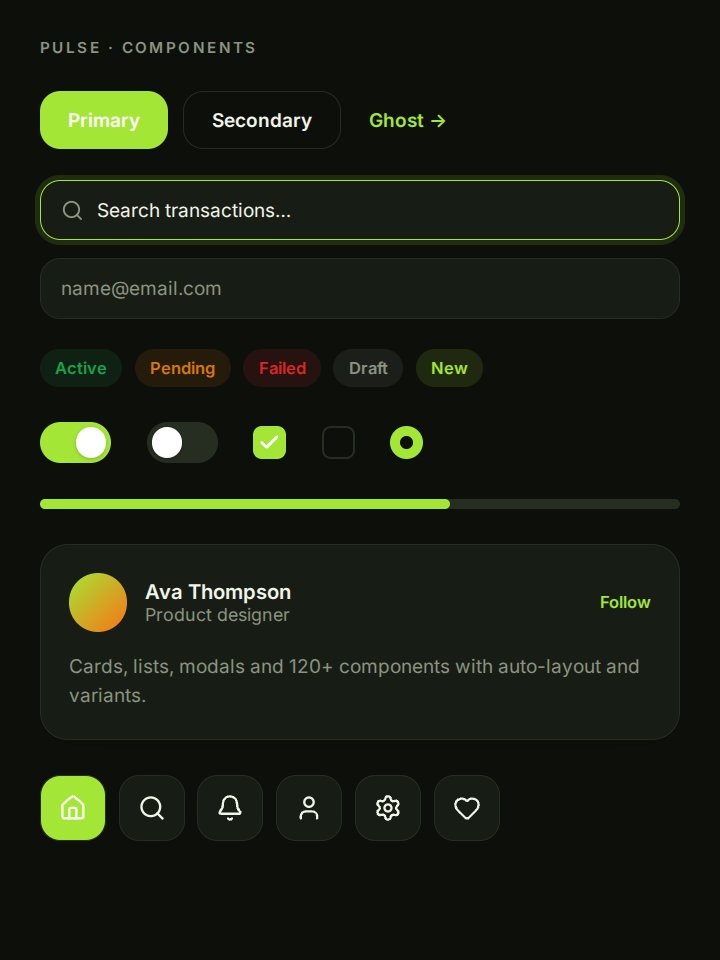 PULSE · COMPONENTS
Primary
Secondary
Ghost →
Search transactions...
name@email.com
Active
Pending
Failed
Draft
New
Ava Thompson
Product designer
Follow
Cards, lists, modals and 120+ components with auto-layout and
variants.